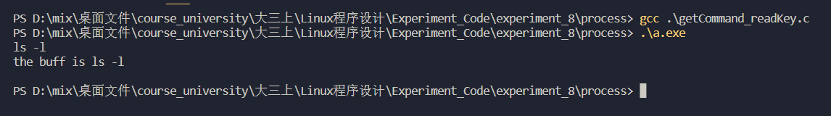 PS D:\mix\桌面文件\course_university\大三上\Linux程序设计\Experiment_Code\experiment_8\process> gcc .\getCommand_readKey.c
PS D:\mix\桌面文件\course_university\大三上\Linux程序设计\Experiment_Code\experiment_8\process> .\a.exe
ls -l
the buff is ls -l
PS D:\mix\桌面文件\course_university\大三上\Linux程序设计\Experiment_Code\experiment_8\process>